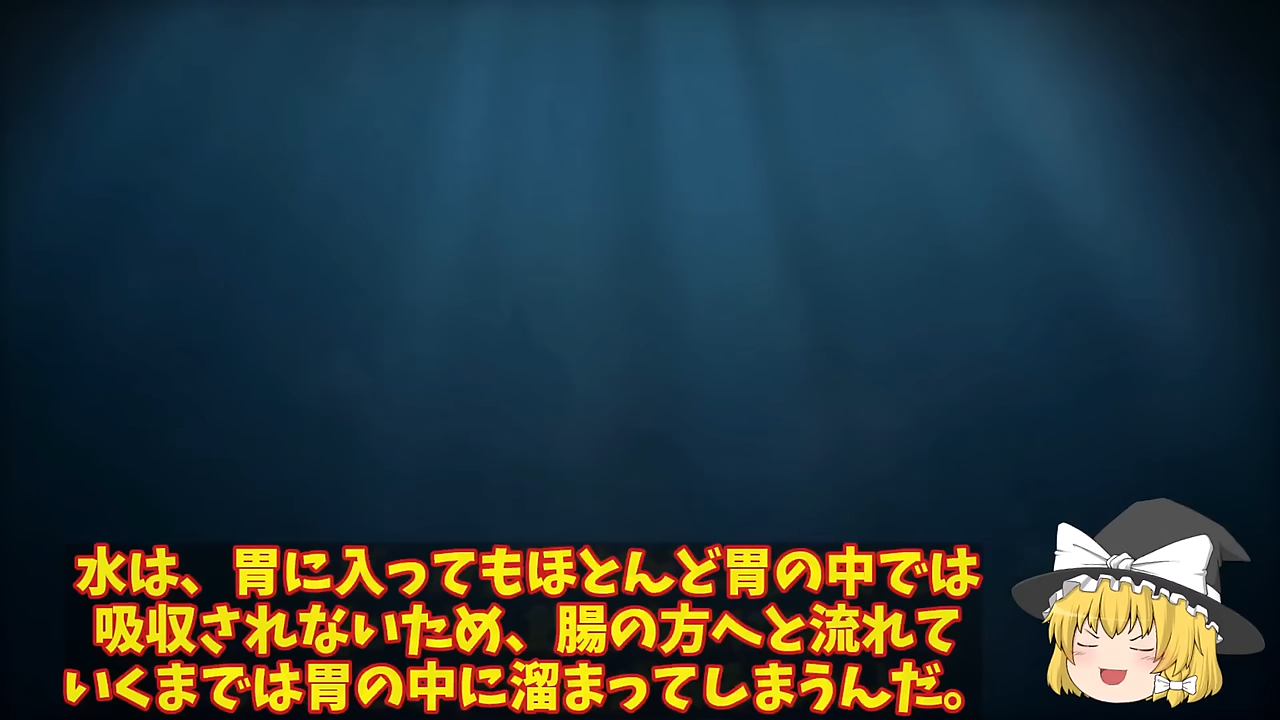 水は、胃に入ってもほとんど胃の中では
吸収されないため、腸の方へと流れて
いくまでは胃の中に溜まってしまうんだ。